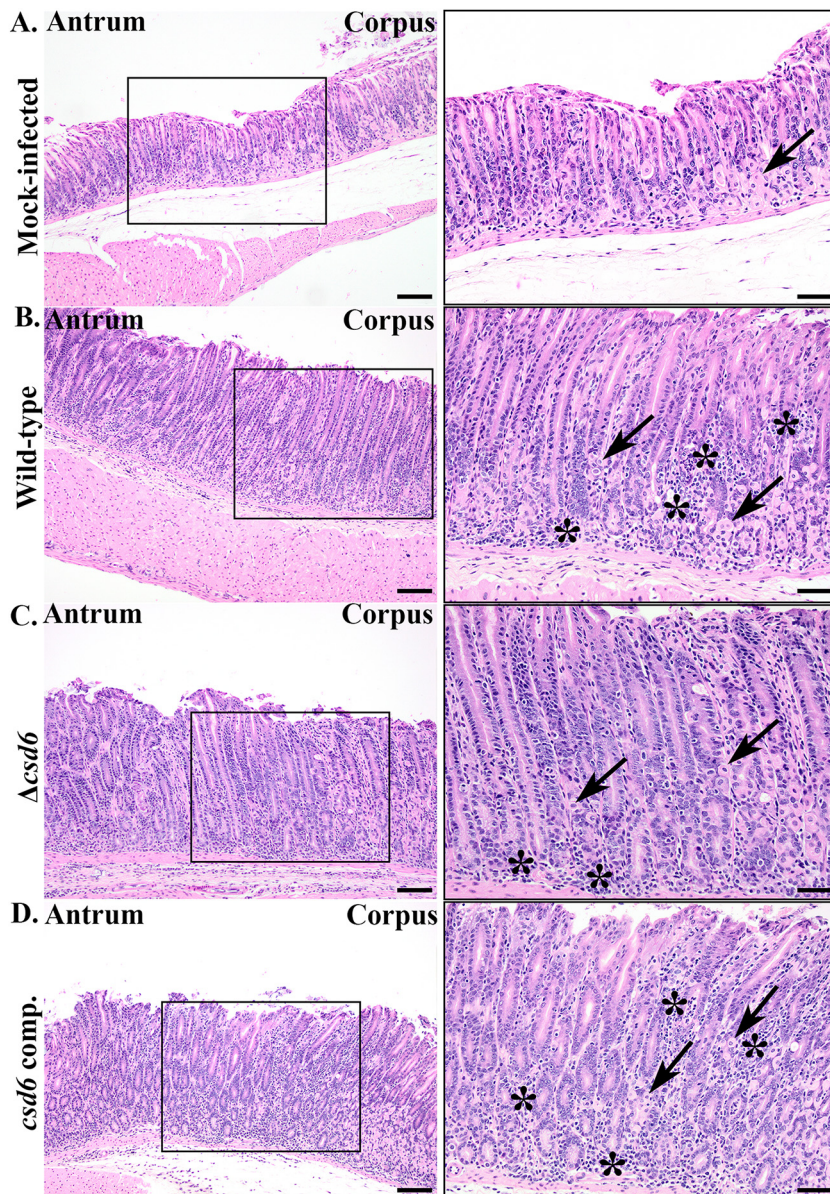 A. Antrum Corpus
Mock-infected
B. Antrum Corpus
Wild-type
C. Antrum Corpus
Δcsd6
D. Antrum Corpus
csd6 comp.